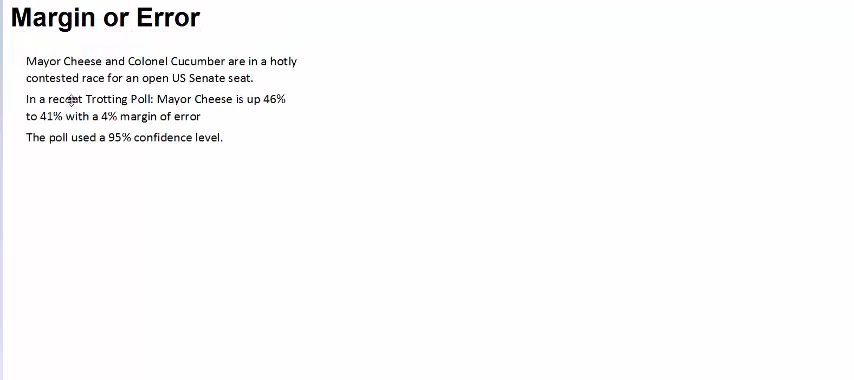 Margin or Error
Mayor Cheese and Colonel Cucumber are in a hotly
contested race for an open US Senate seat.
In a recent Trotting Poll: Mayor Cheese is up 46%
to 41% with a 4% margin of error
The poll used a 95% confidence level.